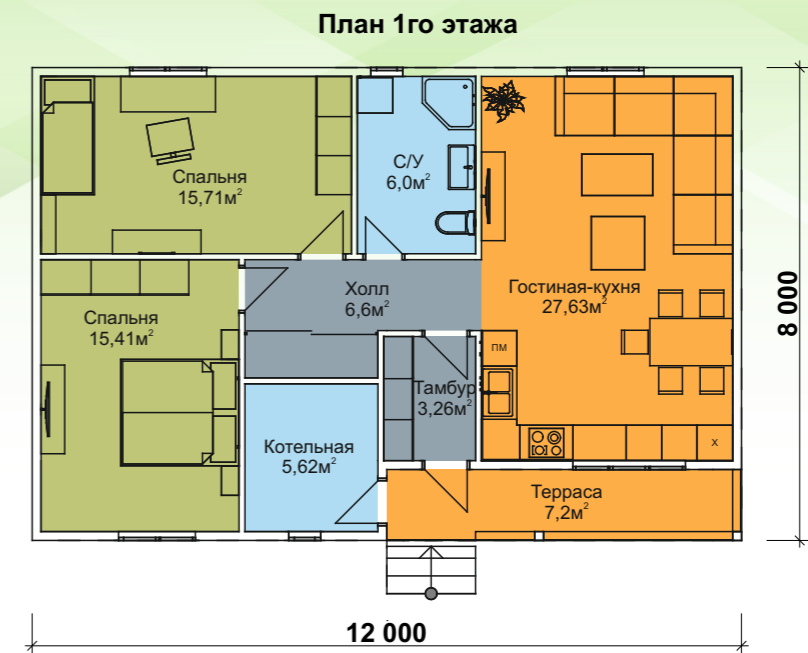 План 1го этажа
Спальня
15,71м²
С/У
6,0м²
Гостиная-кухня
27,63м²
Холл
6,6м²
Спальня
15,41м²
пм
Тамбур
3,26м²
Котельная
5,62м²
х
Терраса
7,2м²
8 000
12 000